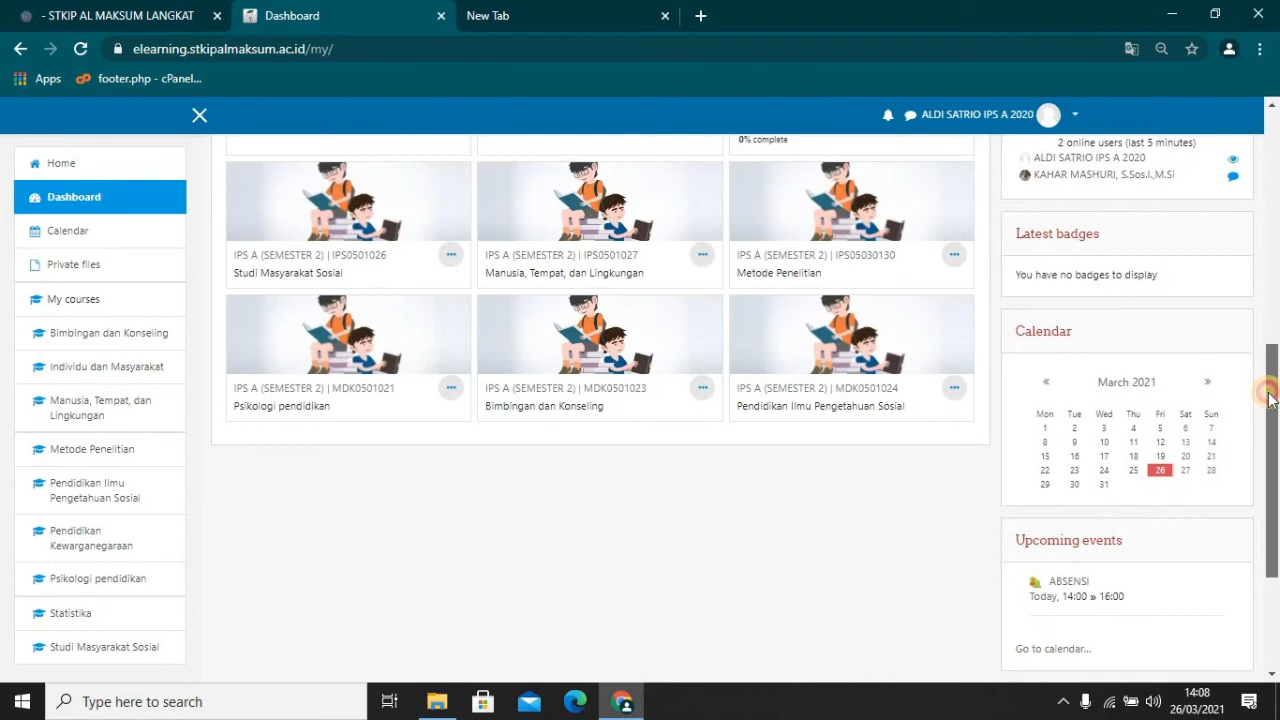 - STKIP AL MAKSUM LANGKAT
Dashboard
New Tab
elearning.stkipalmaksum.ac.id/my/
Apps
footer.php - cPanel...
ALDI SATRIO IPS A 2020
Home
Dashboard
Calendar
Private files
My courses
Bimbingan dan Konseling
Individu dan Masyarakat
Manusia, Tempat, dan
Lingkungan
Metode Penelitian
Pendidikan Ilmu
Pengetahuan Sosial
Pendidikan
Kewarganegaraan
Psikologi pendidikan
Statistika
Studi Masyarakat Sosial
0% complete
IPS A (SEMESTER 2) | IPS0501026
Studi Masyarakat Sosial
IPS A (SEMESTER 2) | IPS0501027
Manusia, Tempat, dan Lingkungan
IPS A (SEMESTER 2) | IPS05030130
Metode Penelitian
IPS A (SEMESTER 2) | MDK0501021
Psikologi pendidikan
IPS A (SEMESTER 2) | MDK0501023
Bimbingan dan Konseling
IPS A (SEMESTER 2) | MDK0501024
Pendidikan Ilmu Pengetahuan Sosial
2 online users (last 5 minutes)
ALDI SATRIO IPS A 2020
KAHAR MASHURI, S.Sos.I.,M.Si
Latest badges
You have no badges to display
Calendar
« March 2021 »
Mon Tue Wed Thu Fri Sat Sun
1 2 3 4 5 6 7
8 9 10 11 12 13 14
15 16 17 18 19 20 21
22 23 24 25 26 27 28
29 30 31
Upcoming events
ABSENSI
Today, 14:00 » 16:00
Go to calendar...
Type here to search
14:08
26/03/2021